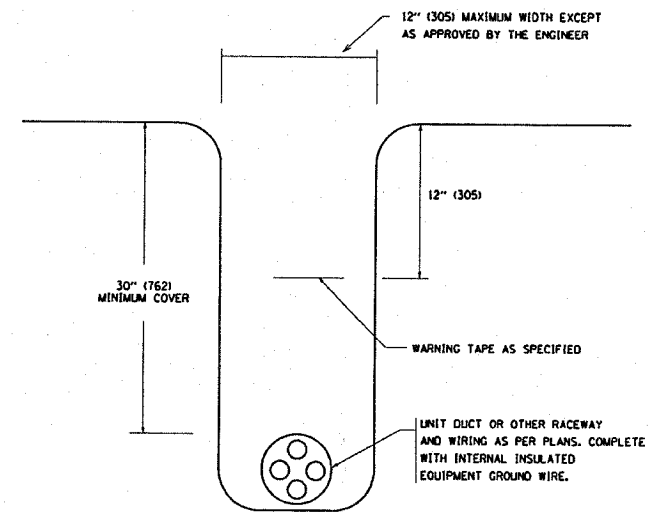 12" (305) MAXIMUM WIDTH EXCEPT
AS APPROVED BY THE ENGINEER
12" (305)
30" (762)
MINIMUM COVER
WARNING TAPE AS SPECIFIED
UNIT DUCT OR OTHER RACEWAY
AND WIRING AS PER PLANS. COMPLETE
WITH INTERNAL INSULATED
EQUIPMENT GROUND WIRE.